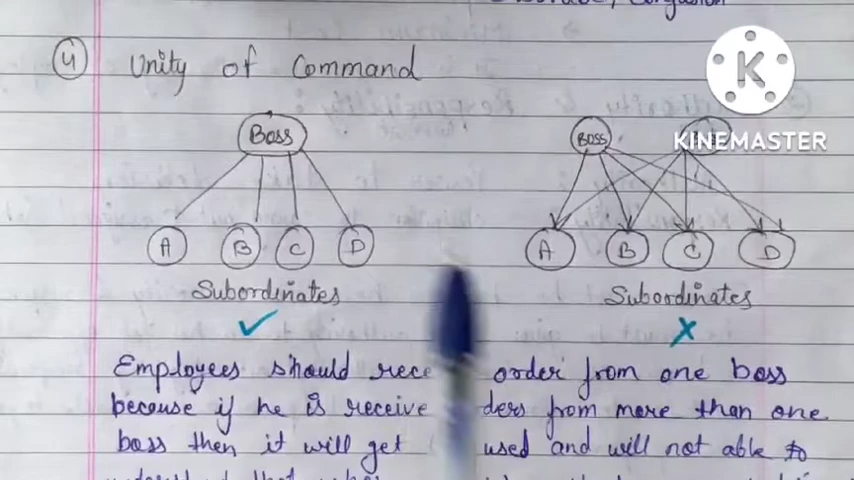 4 Unity of Command
K
KINEMASTER
Boss
Boss
A B C D
A B C D
Subordinates
Subordinates
✓
✗
Employees should rece order from one boss
because if he is receive ders from more than one
boss then it will get used and will not able to